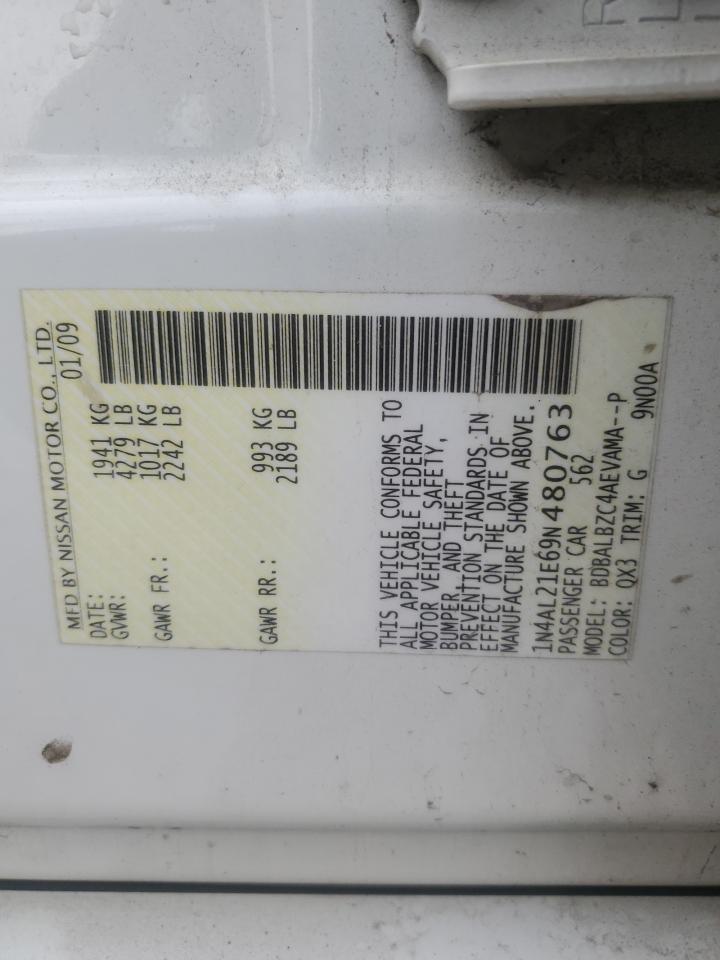 MFD BY NISSAN MOTOR CO., LTD.
DATE: 01/09
GVWR: 1941 KG
4279 LB
GAWR FR.: 1017 KG
2242 LB
GAWR RR.: 993 KG
2189 LB
THIS VEHICLE CONFORMS TO
ALL APPLICABLE FEDERAL
MOTOR VEHICLE SAFETY,
BUMPER, AND THEFT
PREVENTION STANDARDS IN
EFFECT ON THE DATE OF
MANUFACTURE SHOWN ABOVE.
1N4AL21E69N480763
PASSENGER CAR 562
MODEL: BDBALBZC4AEVAMA--P
COLOR: QX3 TRIM: G 9N00A